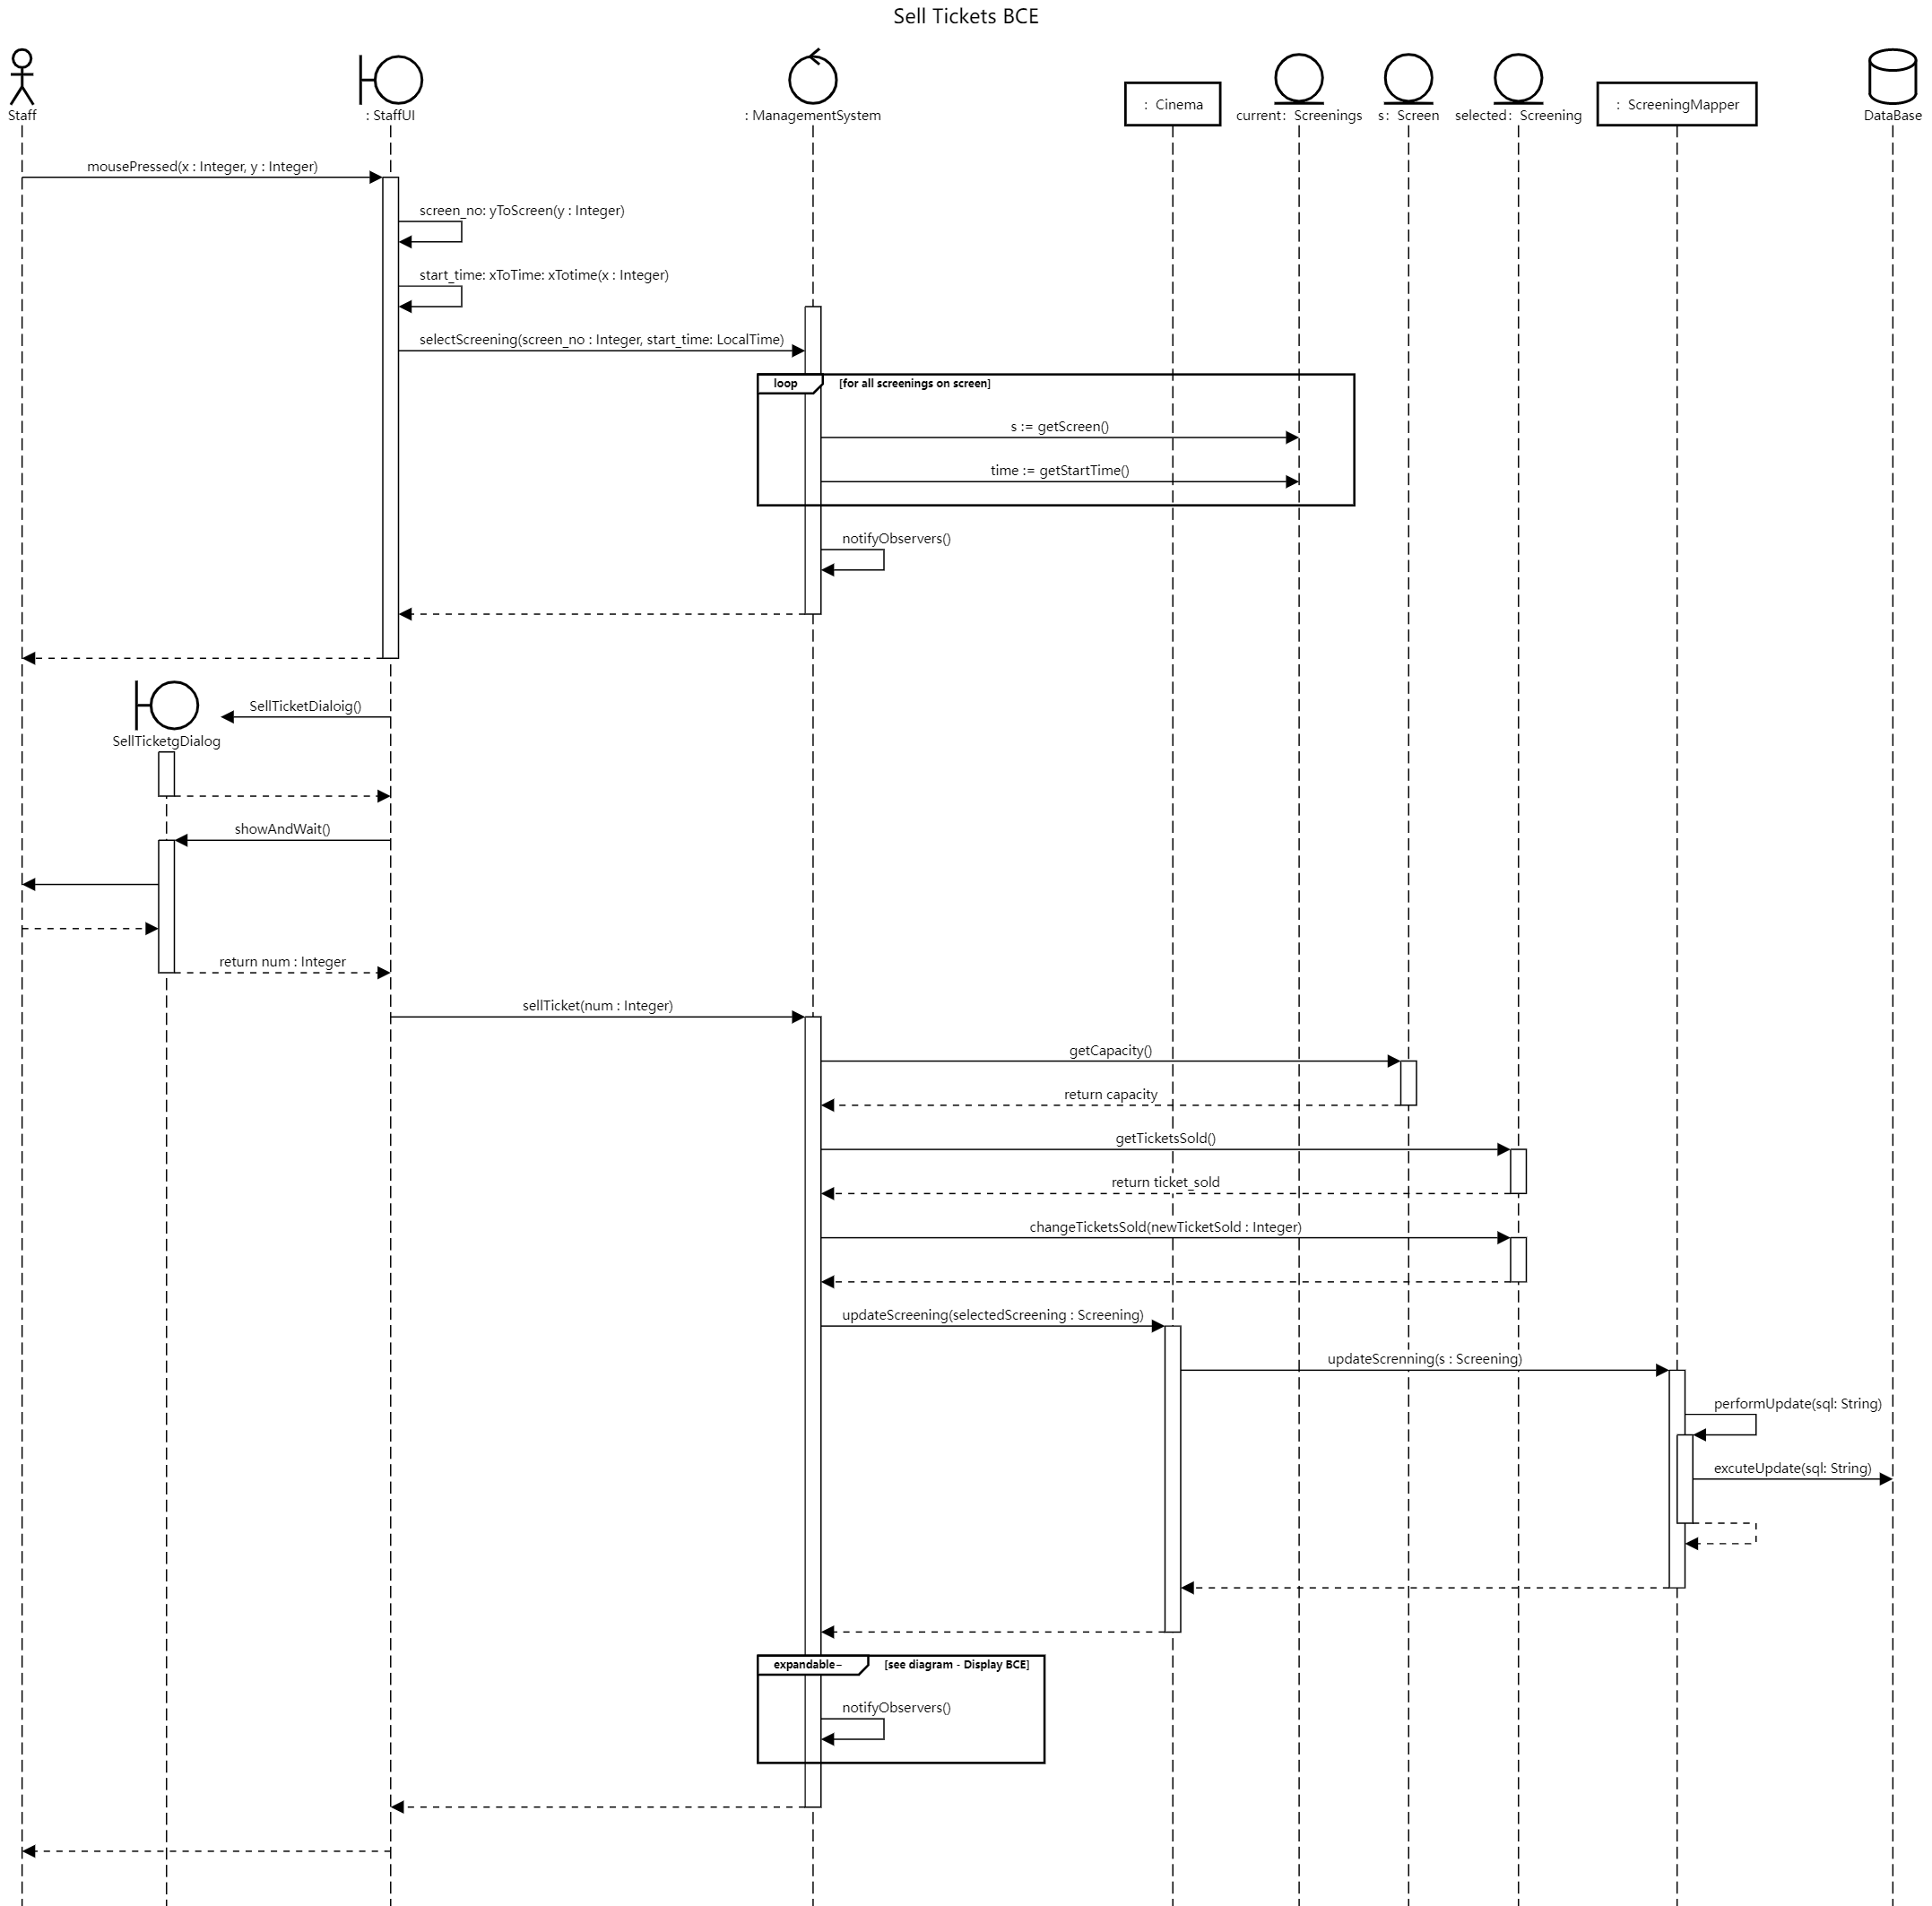 Sell Tickets BCE
Staff
: StaffUI
: ManagementSystem
: Cinema
current: Screenings
s: Screen
selected: Screening
: ScreeningMapper
DataBase
mousePressed(x : Integer, y : Integer)
screen_no: yToScreen(y : Integer)
start_time: xToTime: xTotime(x : Integer)
selectScreening(screen_no : Integer, start_time: LocalTime)
loop [for all screenings on screen]
s := getScreen()
time := getStartTime()
notifyObservers()
SellTicketDialoig()
SellTicketgDialog
showAndWait()
return num : Integer
sellTicket(num : Integer)
getCapacity()
return capacity
getTicketsSold()
return ticket_sold
changeTicketsSold(newTicketSold : Integer)
updateScreening(selectedScreening : Screening)
updateScrenning(s : Screening)
performUpdate(sql: String)
excuteUpdate(sql: String)
expandable− [see diagram - Display BCE]
notifyObservers()